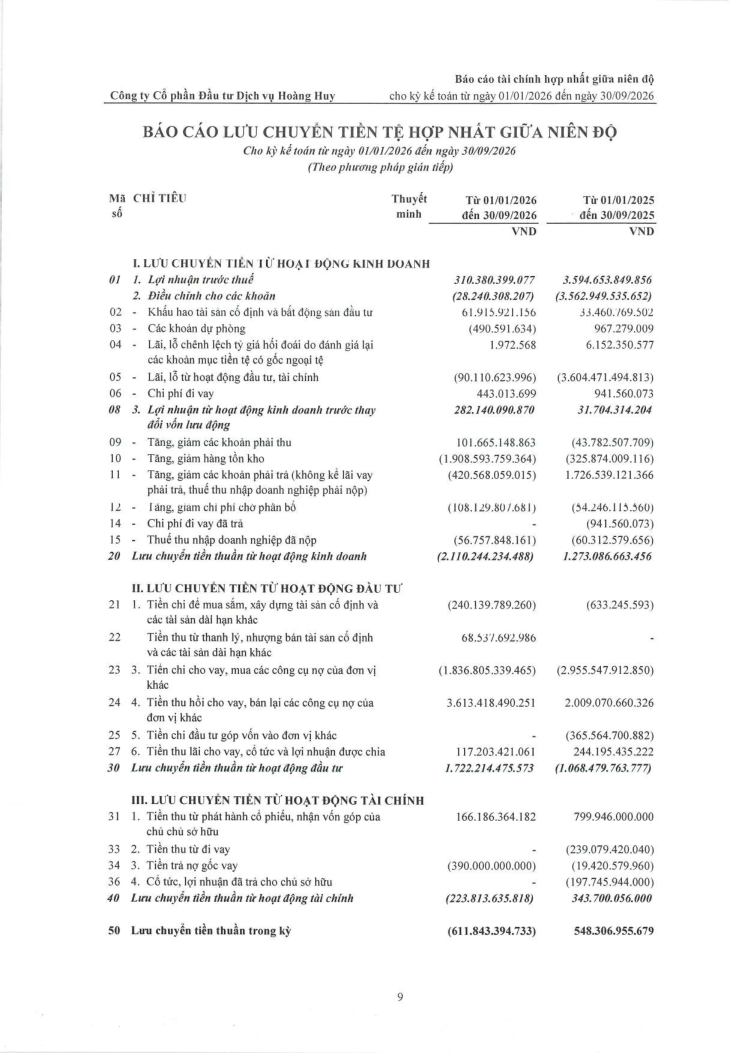 Báo cáo tài chính hợp nhất giữa niên độ
Công ty Cổ phần Đầu tư Dịch vụ Hoàng Huy cho kỳ kế toán từ ngày 01/01/2026 đến ngày 30/09/2026
BÁO CÁO LƯU CHUYỂN TIỀN TỆ HỢP NHẤT GIỮA NIÊN ĐỘ
Cho kỳ kế toán từ ngày 01/01/2026 đến ngày 30/09/2026
(Theo phương pháp gián tiếp)
Mã CHỈ TIÊU Thuyết Từ 01/01/2026 Từ 01/01/2025
số minh đến 30/09/2026 đến 30/09/2025
VND VND
I. LƯU CHUYỂN TIỀN TỪ HOẠT ĐỘNG KINH DOANH
01 1. Lợi nhuận trước thuế 310.380.399.077 3.594.653.849.856
2. Điều chỉnh cho các khoản (28.240.308.207) (3.562.949.535.652)
02 - Khấu hao tài sản cố định và bất động sản đầu tư 61.915.921.156 33.460.769.502
03 - Các khoản dự phòng (490.591.634) 967.279.009
04 - Lãi, lỗ chênh lệch tỷ giá hối đoái do đánh giá lại 1.972.568 6.152.350.577
các khoản mục tiền tệ có gốc ngoại tệ
05 - Lãi, lỗ từ hoạt động đầu tư, tài chính (90.110.623.996) (3.604.471.494.813)
06 - Chi phí đi vay 443.013.699 941.560.073
08 3. Lợi nhuận từ hoạt động kinh doanh trước thay 282.140.090.870 31.704.314.204
đổi vốn lưu động
09 - Tăng, giảm các khoản phải thu 101.665.148.863 (43.782.507.709)
10 - Tăng, giảm hàng tồn kho (1.908.593.759.364) (325.874.009.116)
11 - Tăng, giảm các khoản phải trả (không kể lãi vay (420.568.059.015) 1.726.539.121.366
phải trả, thuế thu nhập doanh nghiệp phải nộp)
12 - Tăng, giảm chi phí chờ phân bổ (108.129.807.681) (54.246.115.560)
14 - Chi phí đi vay đã trả - (941.560.073)
15 - Thuế thu nhập doanh nghiệp đã nộp (56.757.848.161) (60.312.579.656)
20 Lưu chuyển tiền thuần từ hoạt động kinh doanh (2.110.244.234.488) 1.273.086.663.456
II. LƯU CHUYỂN TIỀN TỪ HOẠT ĐỘNG ĐẦU TƯ
21 1. Tiền chi để mua sắm, xây dựng tài sản cố định và (240.139.789.260) (633.245.593)
các tài sản dài hạn khác
22 Tiền thu từ thanh lý, nhượng bán tài sản cố định 68.537.692.986 -
và các tài sản dài hạn khác
23 3. Tiền chi cho vay, mua các công cụ nợ của đơn vị (1.836.805.339.465) (2.955.547.912.850)
khác
24 4. Tiền thu hồi cho vay, bán lại các công cụ nợ của 3.613.418.490.251 2.009.070.660.326
đơn vị khác
25 5. Tiền chi đầu tư góp vốn vào đơn vị khác - (365.564.700.882)
27 6. Tiền thu lãi cho vay, cổ tức và lợi nhuận được chia 117.203.421.061 244.195.435.222
30 Lưu chuyển tiền thuần từ hoạt động đầu tư 1.722.214.475.573 (1.068.479.763.777)
III. LƯU CHUYỂN TIỀN TỪ HOẠT ĐỘNG TÀI CHÍNH
31 1. Tiền thu từ phát hành cổ phiếu, nhận vốn góp của 166.186.364.182 799.946.000.000
chủ chủ sở hữu
33 2. Tiền thu từ đi vay - (239.079.420.040)
34 3. Tiền trả nợ gốc vay (390.000.000.000) (19.420.579.960)
36 4. Cổ tức, lợi nhuận đã trả cho chủ sở hữu - (197.745.944.000)
40 Lưu chuyển tiền thuần từ hoạt động tài chính (223.813.635.818) 343.700.056.000
50 Lưu chuyển tiền thuần trong kỳ (611.843.394.733) 548.306.955.679
9